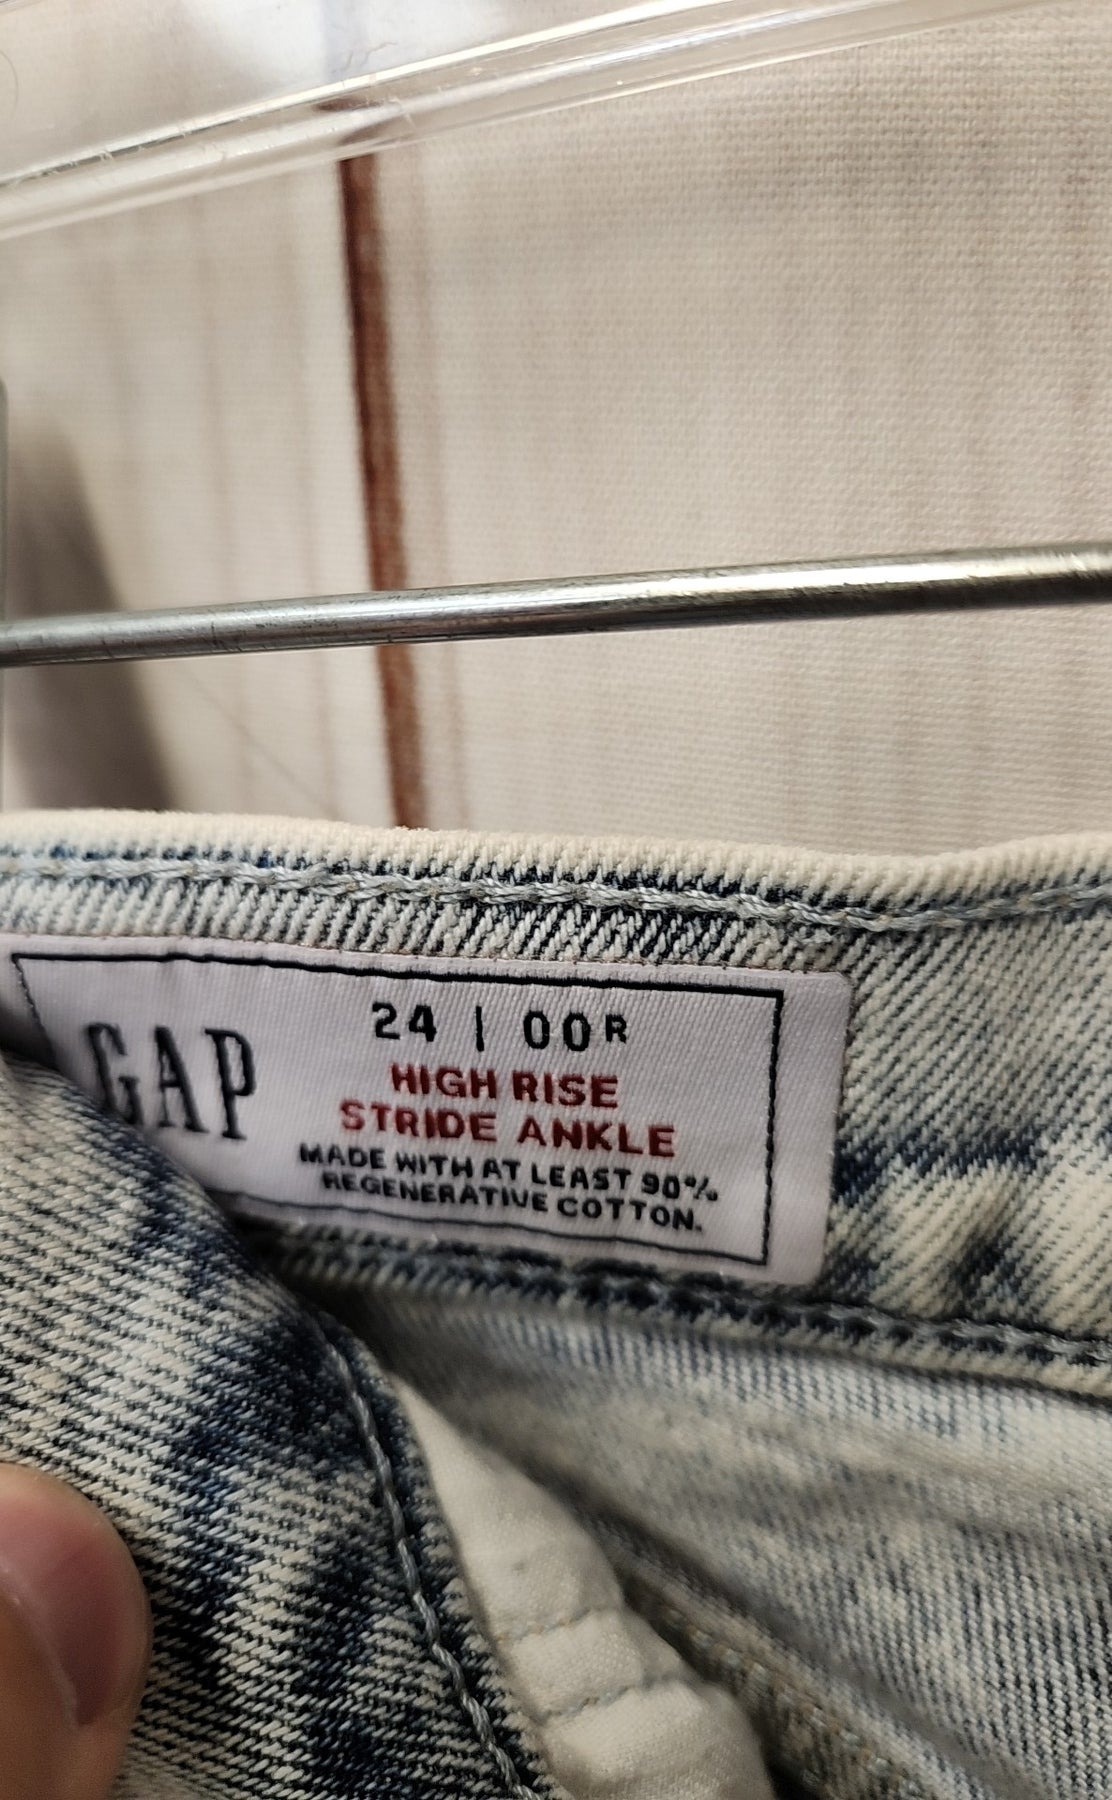 GAP
24 | 00R
HIGH RISE
STRIDE ANKLE
MADE WITH AT LEAST 90%
REGENERATIVE COTTON.